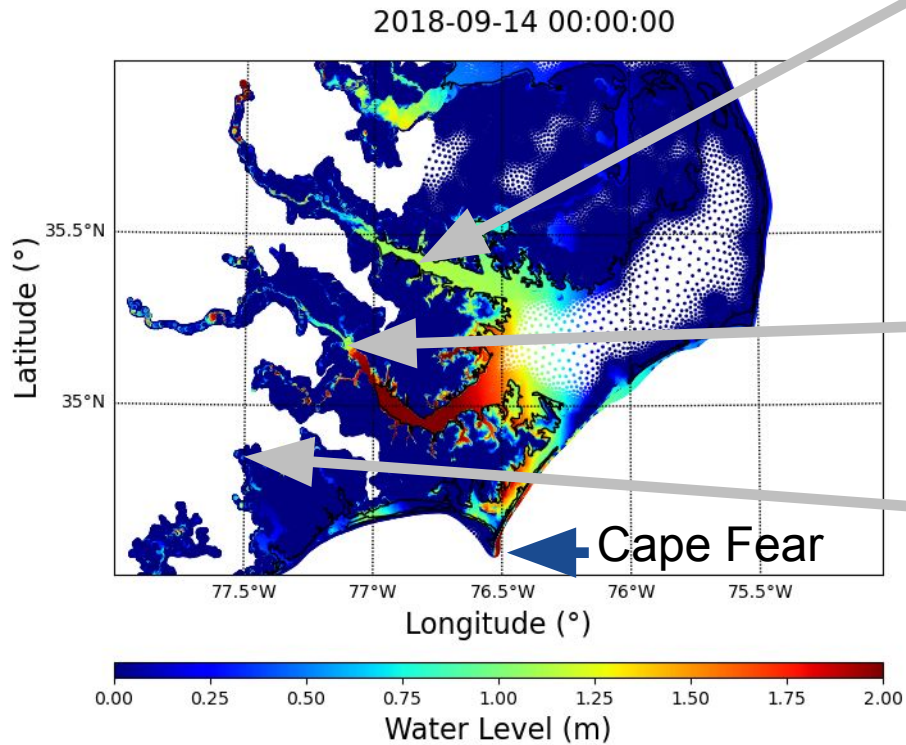 2018-09-14 00:00:00
Latitude (°)
35.5°N
35°N
Cape Fear
77.5°W 77°W 76.5°W 76°W 75.5°W
Longitude (°)
0.00 0.25 0.50 0.75 1.00 1.25 1.50 1.75 2.00
Water Level (m)